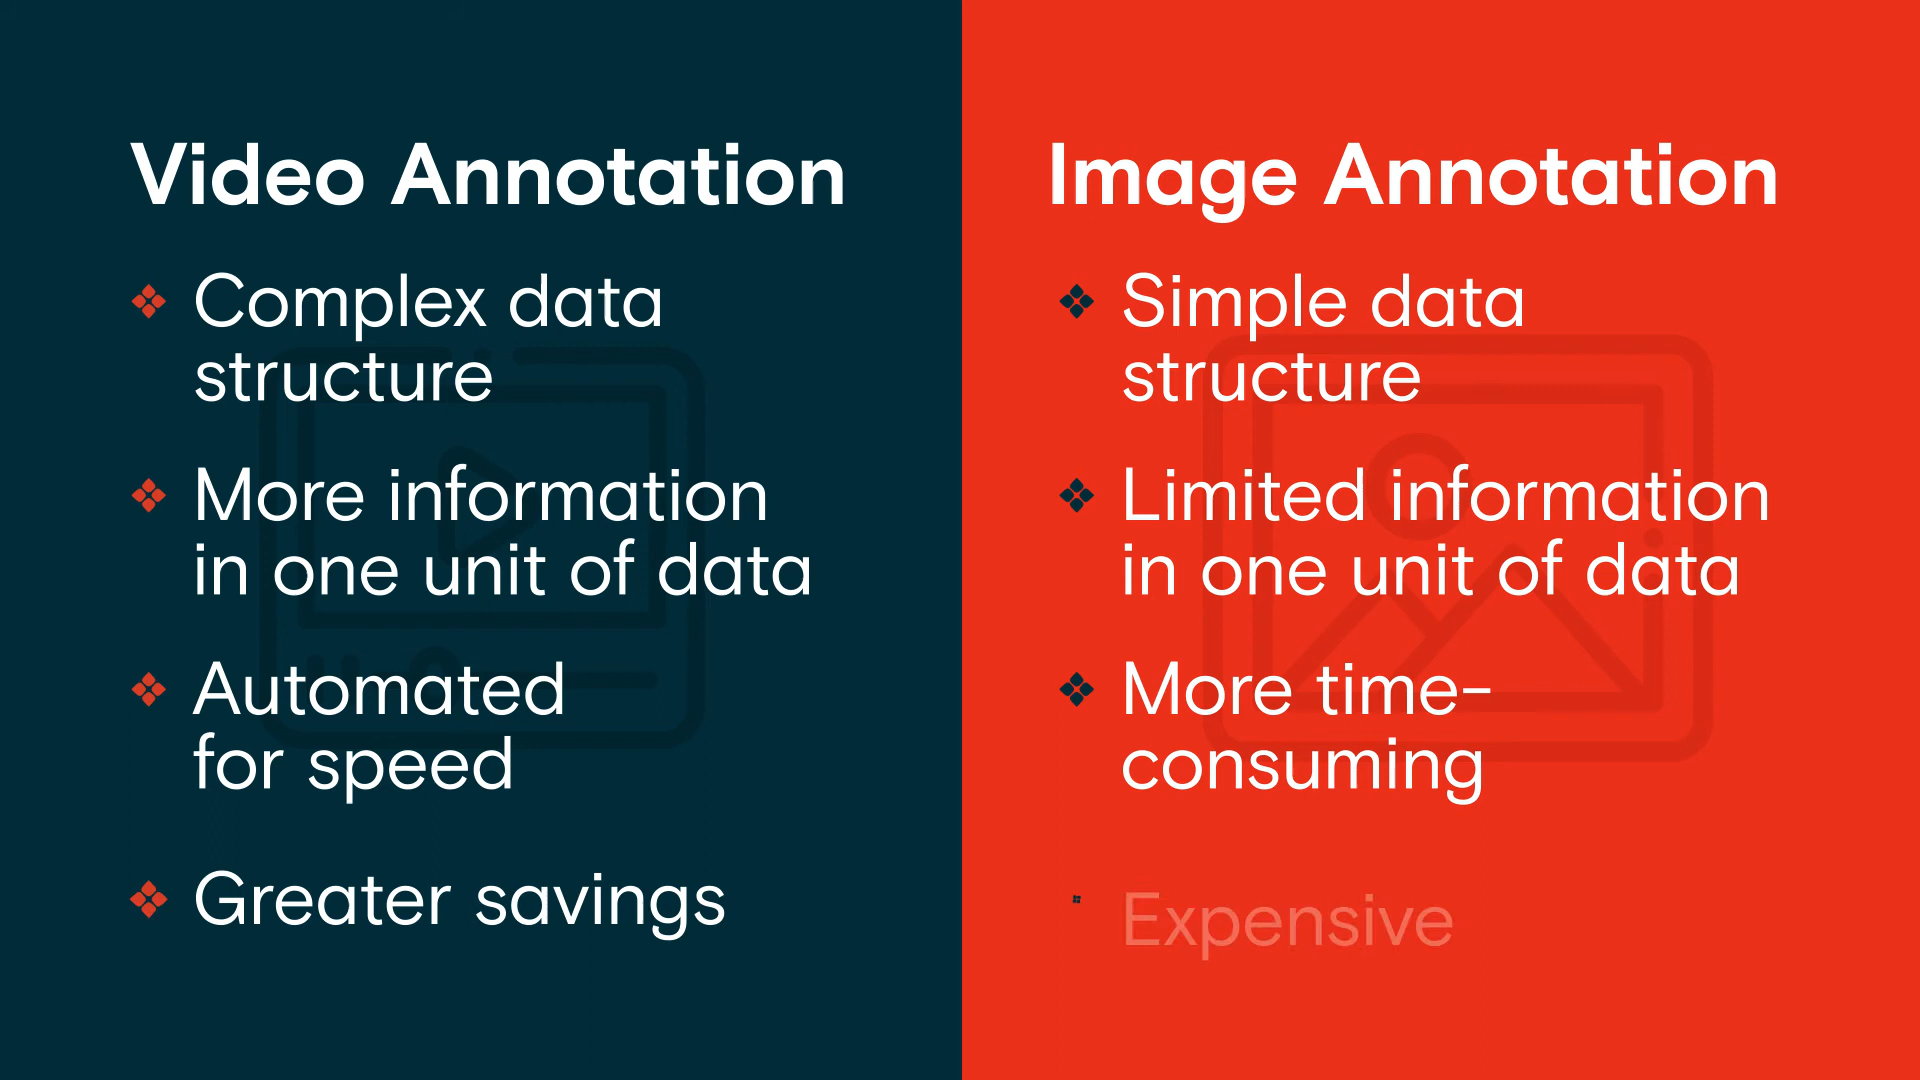 Video Annotation
Complex data
structure
More information
in one unit of data
Automated
for speed
Greater savings
Image Annotation
Simple data
structure
Limited information
in one unit of data
More time-
consuming
Expensive